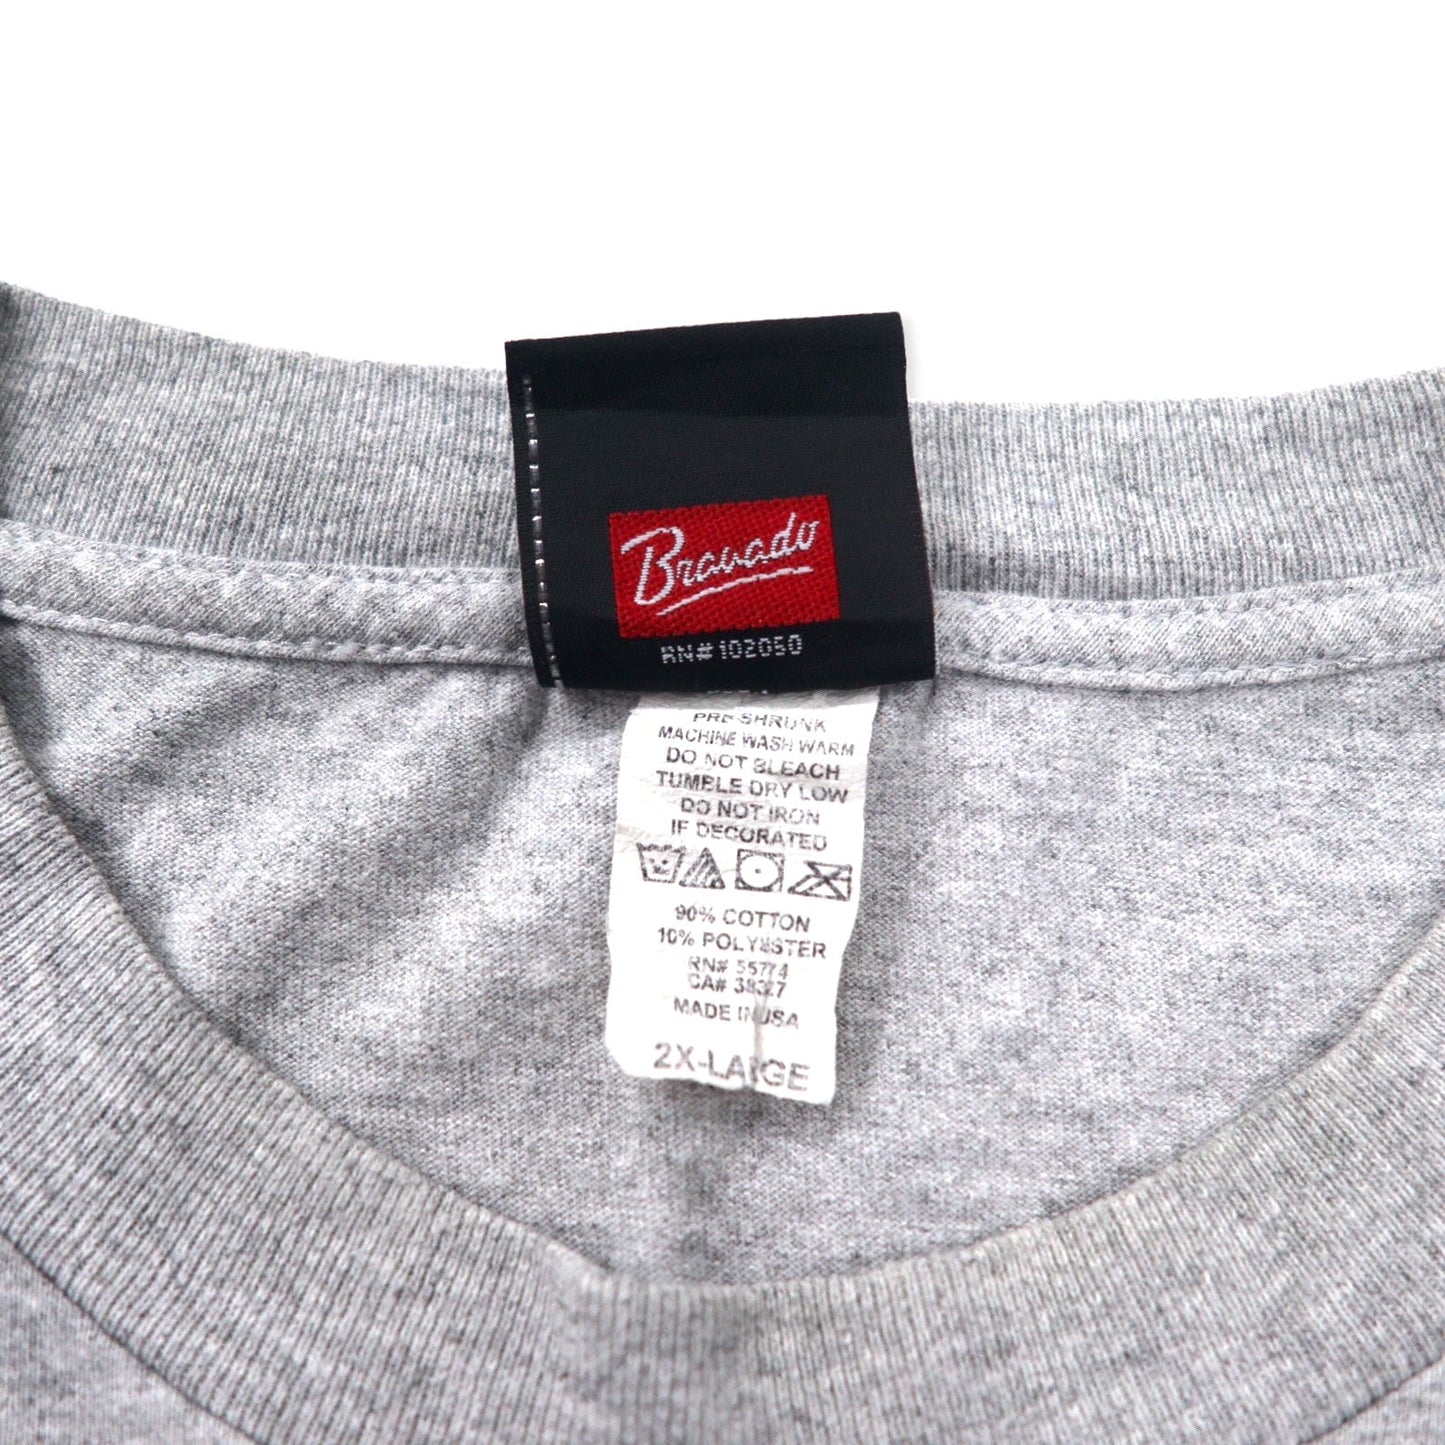 Bravado
RN# 102050
PRE-SHRUNK
MACHINE WASH WARM
DO NOT BLEACH
TUMBLE DRY LOW
DO NOT IRON
IF DECORATED
90% COTTON
10% POLYESTER
RN# 55774
CA# 38327
MADE IN USA
2X-LARGE